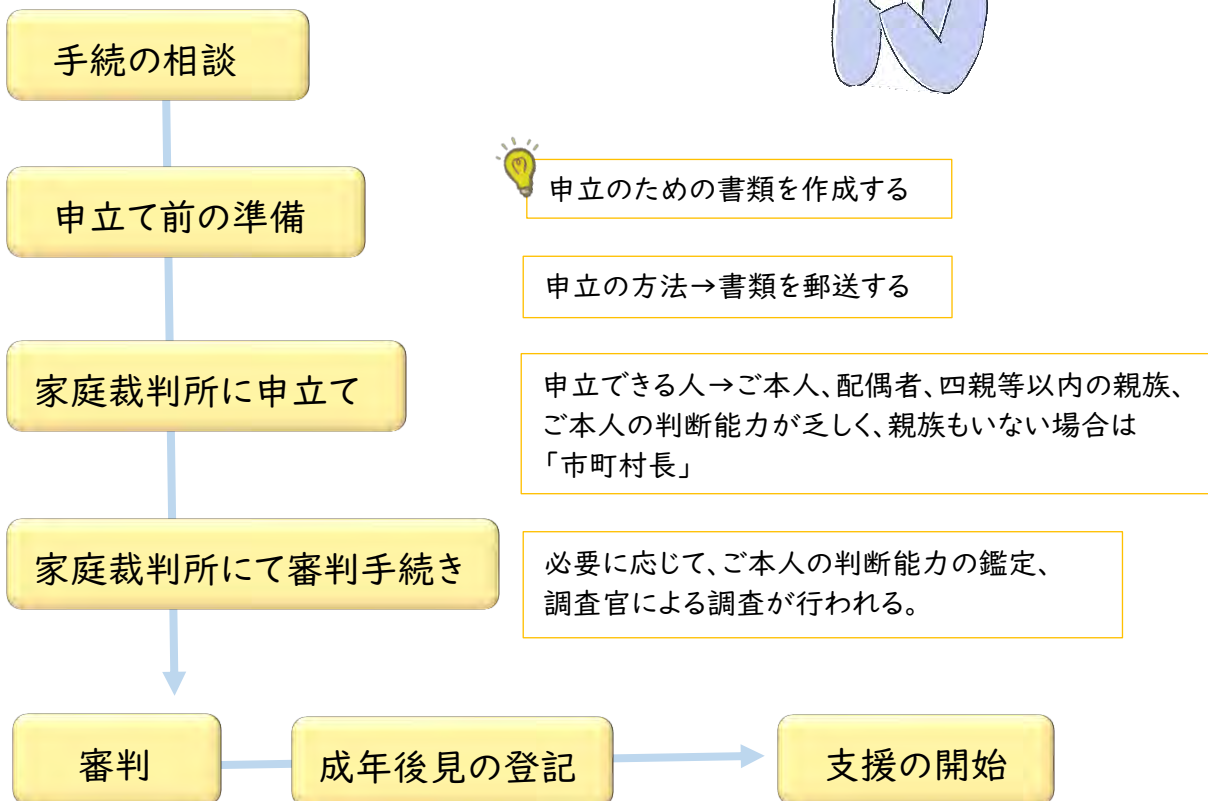 手続の相談
申立て前の準備
申立のための書類を作成する
申立の方法→書類を郵送する
家庭裁判所に申立て
申立できる人→ご本人、配偶者、四親等以内の親族、
ご本人の判断能力が乏しく、親族もいない場合は
「市町村長」
家庭裁判所にて審判手続き
必要に応じて、ご本人の判断能力の鑑定、
調査官による調査が行われる。
審判
成年後見の登記
支援の開始